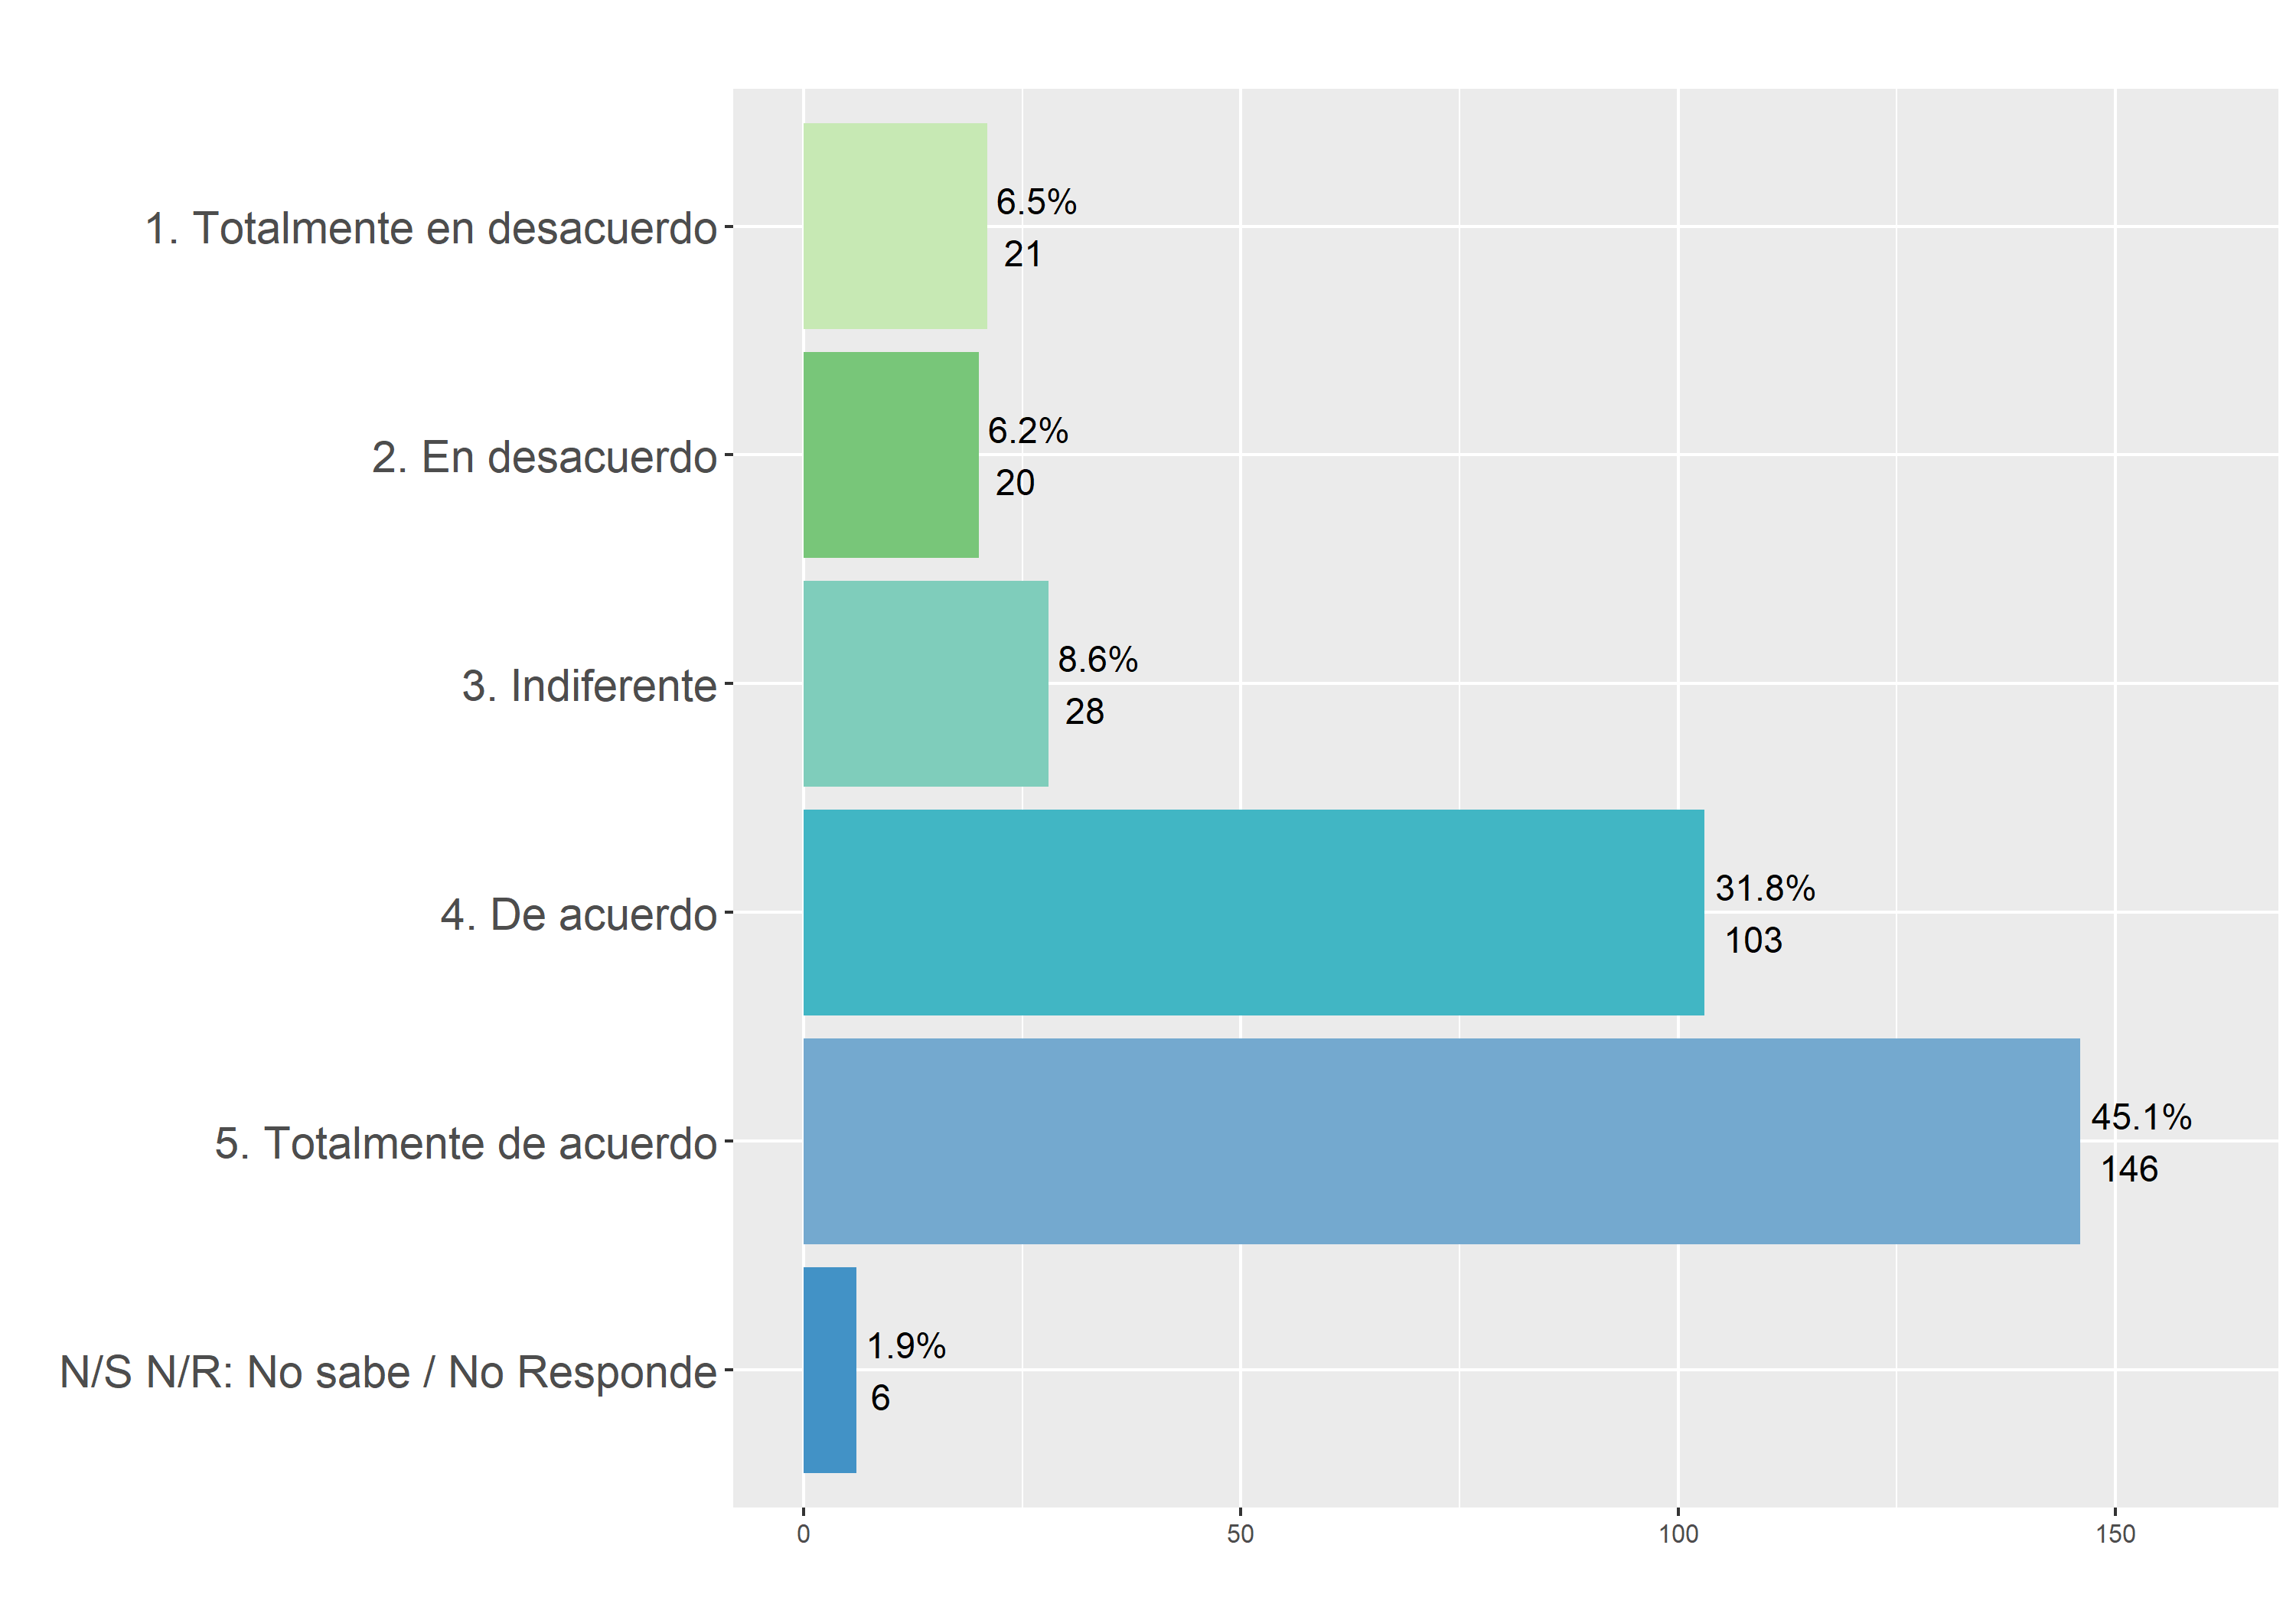 1. Totalmente en desacuerdo
6.5%
21
2. En desacuerdo
6.2%
20
3. Indiferente
8.6%
28
4. De acuerdo
31.8%
103
5. Totalmente de acuerdo
45.1%
146
N/S N/R: No sabe / No Responde
1.9%
6
0 50 100 150